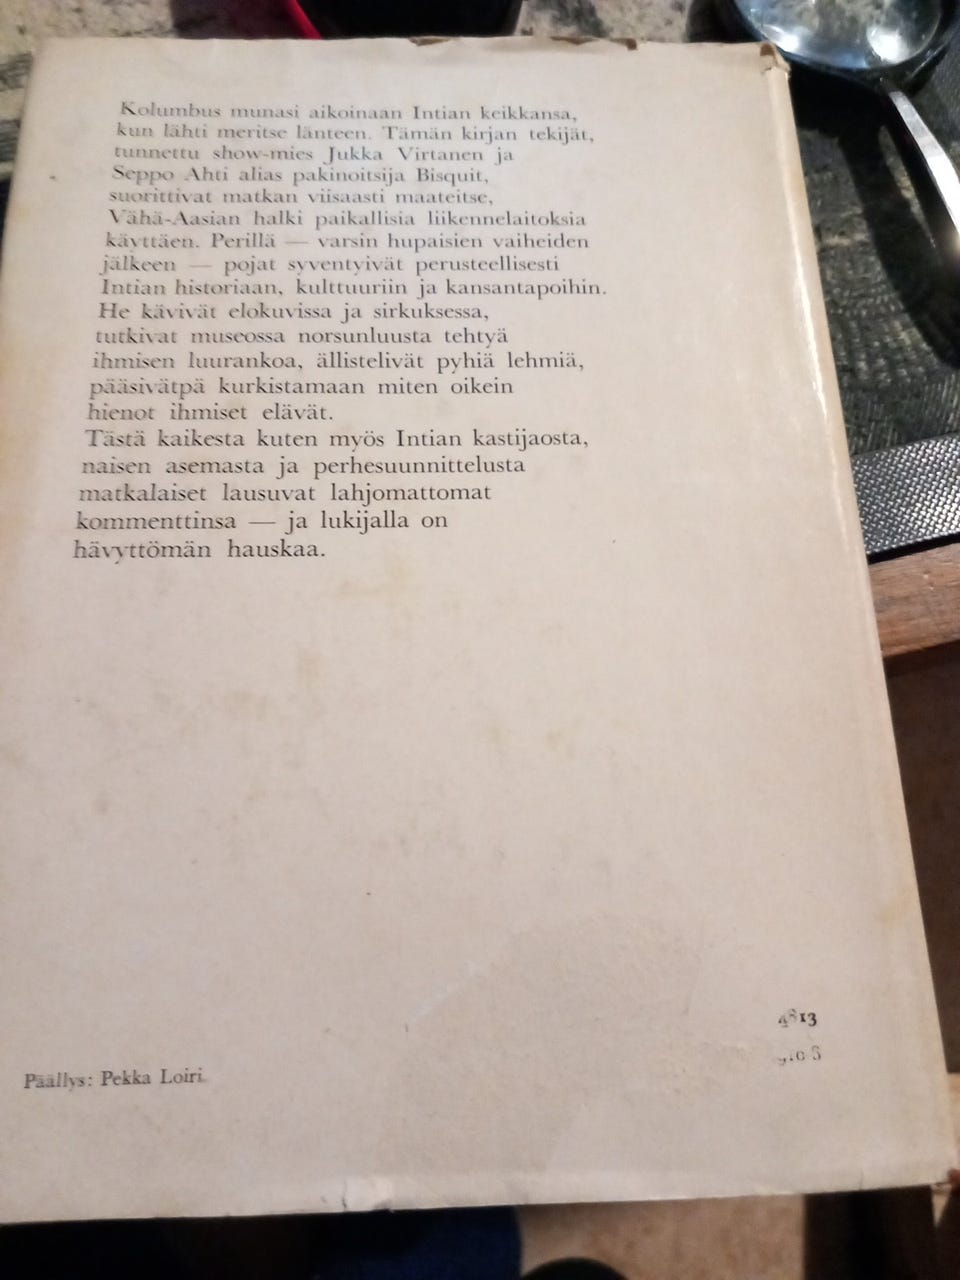 Kolumbus munasi aikoinaan Intian keikkansa,
kun lähti meritse länteen. Tämän kirjan tekijät,
tunnettu show-mies Jukka Virtanen ja
Seppo Ahti alias pakinoitsija Bisquit,
suorittivat matkan viisaasti maateitse,
Vähä-Aasian halki paikallisia liikennelaitoksia
käyttäen. Perillä — varsin hupaisien vaiheiden
jälkeen — pojat syventyivät perusteellisesti
Intian historiaan, kulttuuriin ja kansantapoihin.
He kävivät elokuvissa ja sirkuksessa,
tutkivat museossa norsunluusta tehtyä
ihmisen luurankoa, ällistelivät pyhiä lehmiä,
pääsivätpä kurkistamaan miten oikein
hienot ihmiset elävät.
Tästä kaikesta kuten myös Intian kastijaosta,
naisen asemasta ja perhesuunnittelusta
matkalaiset lausuvat lahjomattomat
kommenttinsa — ja lukijalla on
hävyttömän hauskaa.
4813
Päällys: Pekka Loiri